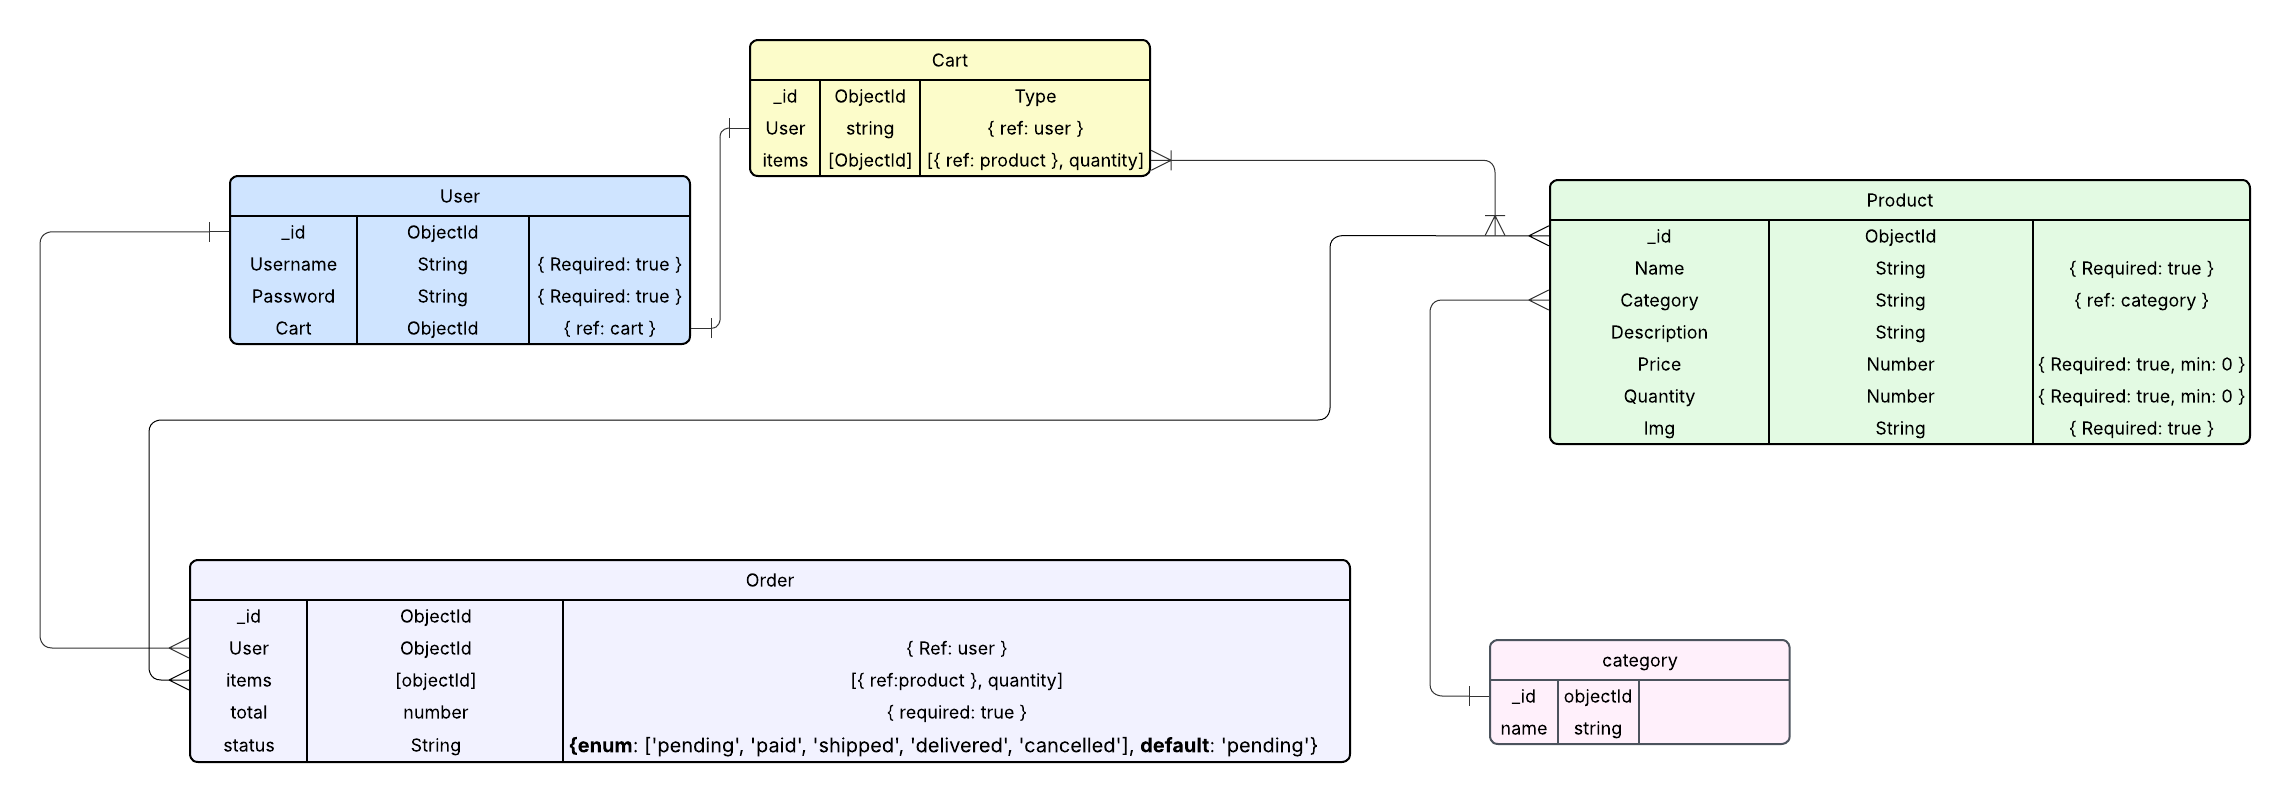 Cart
_id ObjectId Type
User string { ref: user }
items [ObjectId] [{ ref: product }, quantity]
User
_id ObjectId
Username String { Required: true }
Password String { Required: true }
Cart ObjectId { ref: cart }
Product
_id ObjectId
Name String { Required: true }
Category String { ref: category }
Description String
Price Number { Required: true, min: 0 }
Quantity Number { Required: true, min: 0 }
Img String { Required: true }
Order
_id ObjectId
User ObjectId { Ref: user }
items [objectId] [{ ref:product }, quantity]
total number { required: true }
status String {enum: ['pending', 'paid', 'shipped', 'delivered', 'cancelled'], default: 'pending'}
category
_id objectId
name string